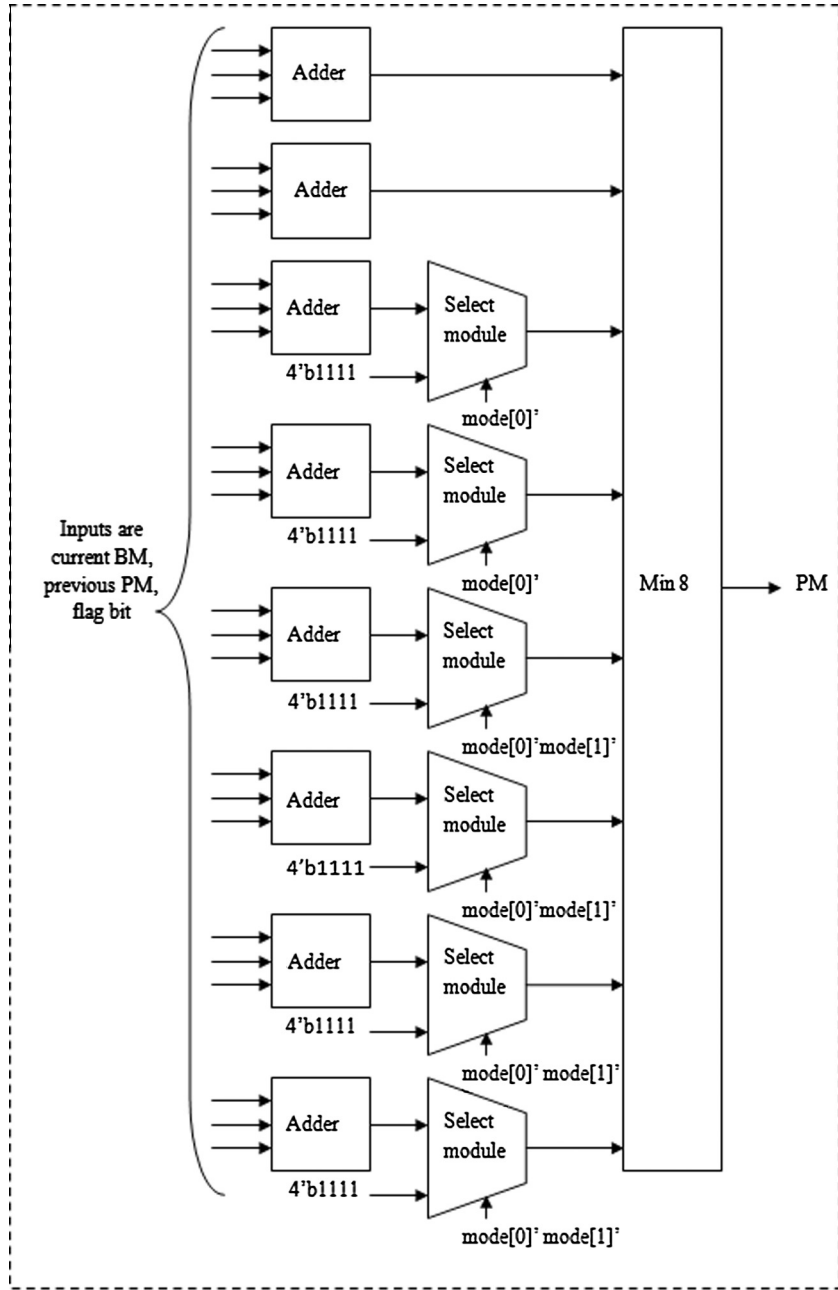 Adder
Adder
Adder
Select
module
4’b1111
mode[0]’
Adder
Select
module
4’b1111
mode[0]’
Inputs are
current BM,
previous PM,
flag bit
Adder
Select
module
Min 8
PM
4’b1111
mode[0]’mode[1]’
Adder
Select
module
4’b1111
mode[0]’mode[1]’
Adder
Select
module
4’b1111
mode[0]’ mode[1]’
Adder
Select
module
4’b1111
mode[0]’ mode[1]’